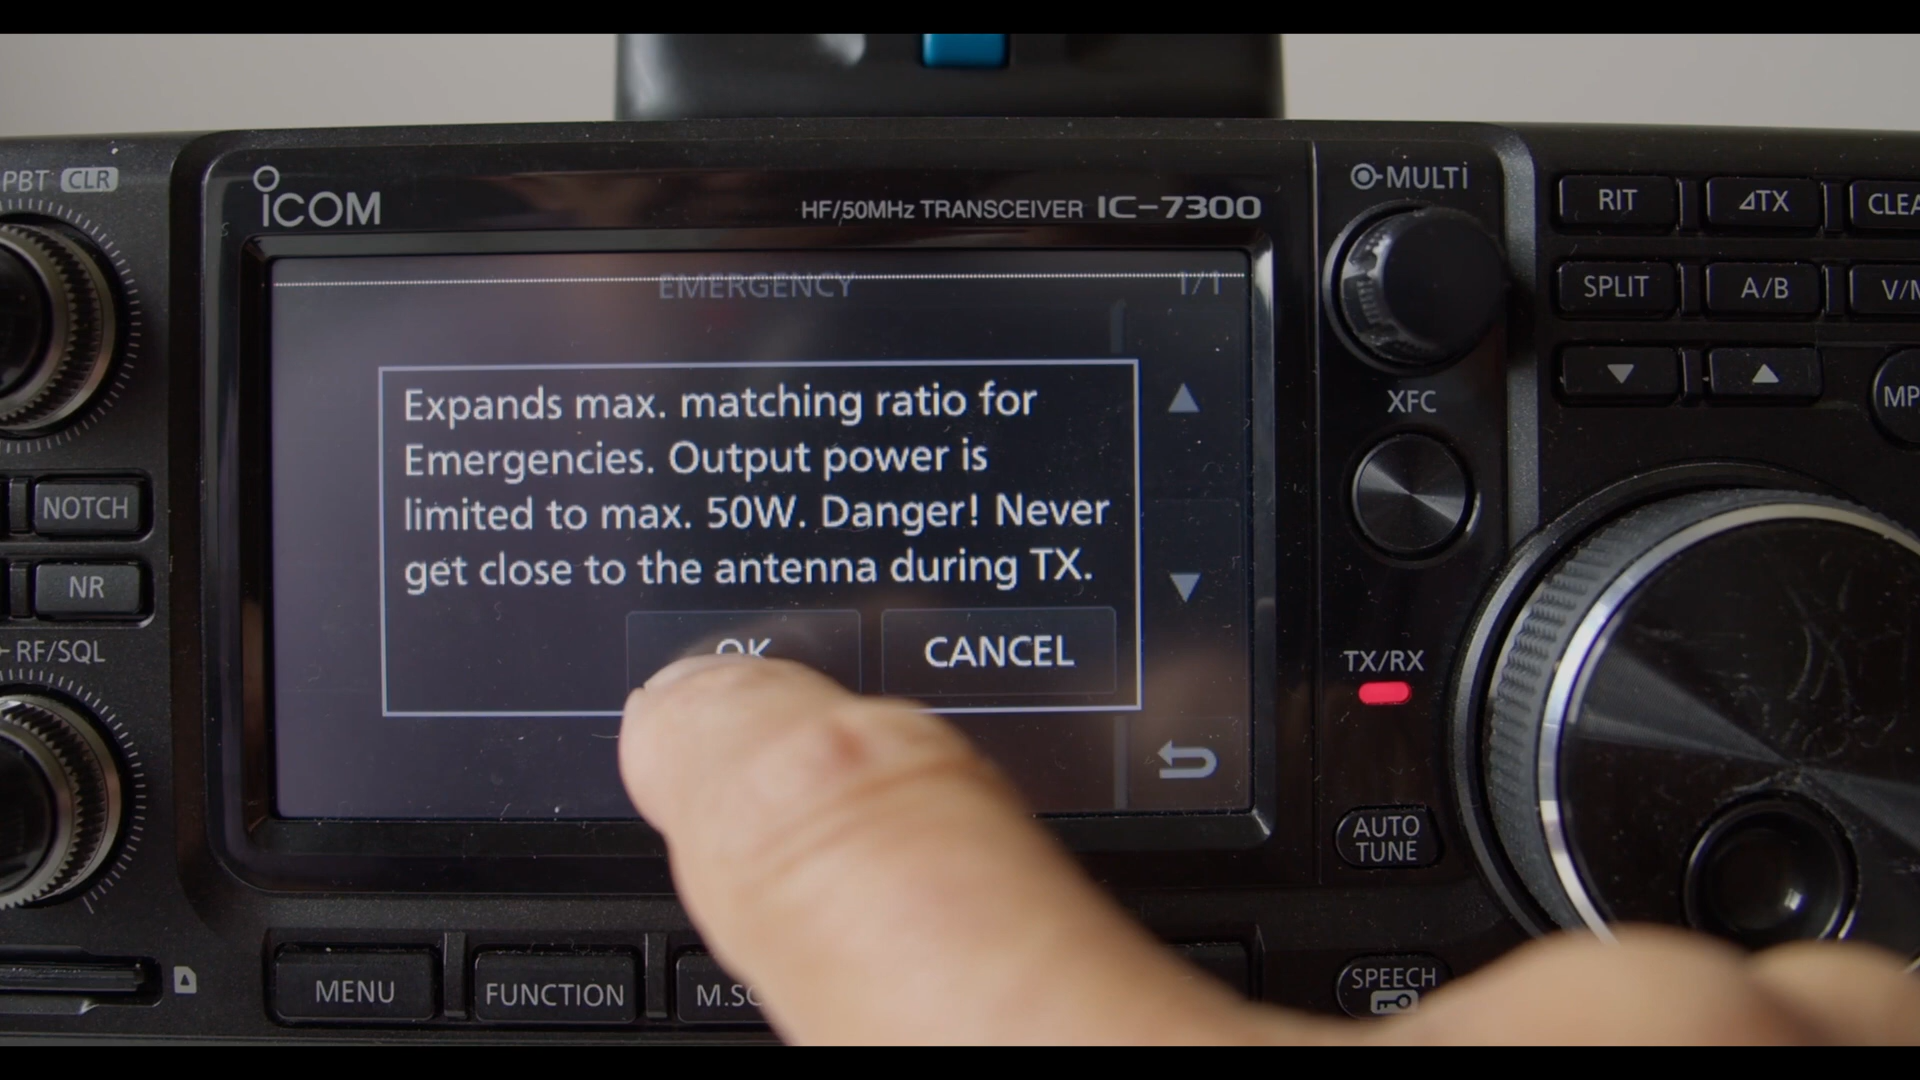 PBT CLR
ICOM
HF/50MHz TRANSCEIVER IC-7300
MULTI
RIT
⊿TX
SPLIT
A/B
EMERGENCY 1/1
Expands max. matching ratio for
Emergencies. Output power is
limited to max. 50W. Danger! Never
get close to the antenna during TX.
OK
CANCEL
XFC
NOTCH
NR
RF/SQL
TX/RX
AUTO
TUNE
MENU
FUNCTION
SPEECH